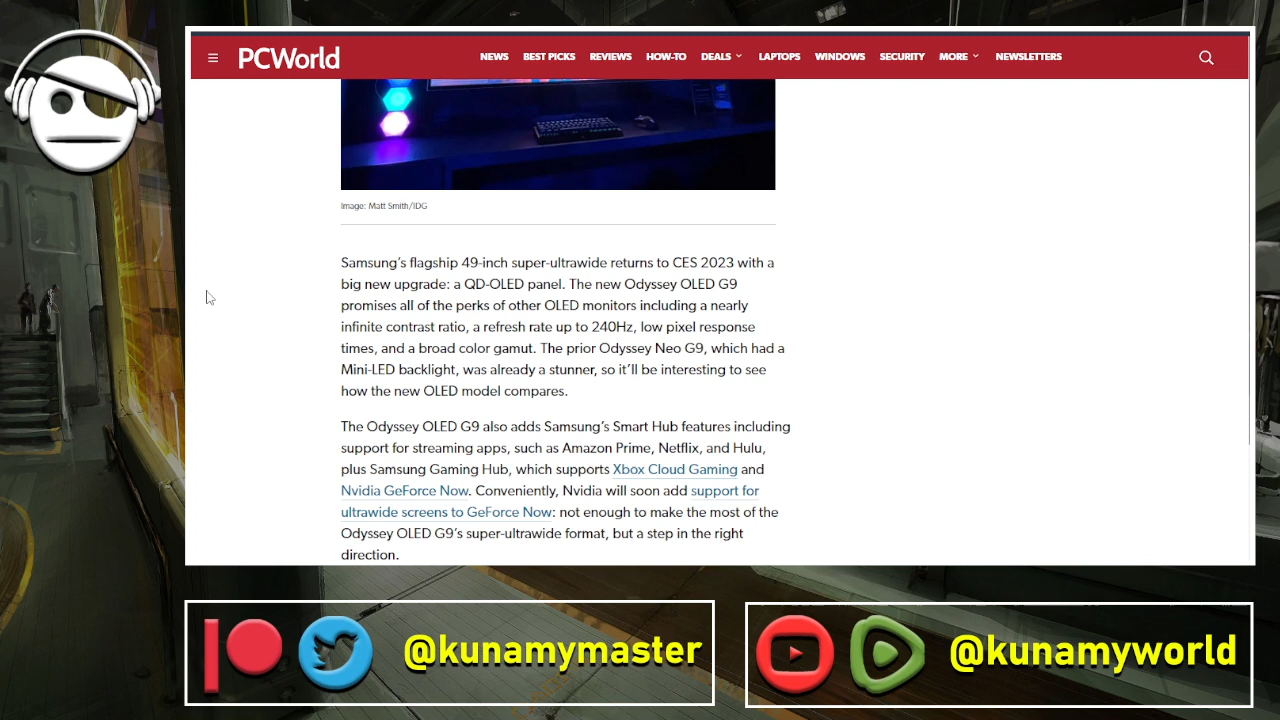 PCWorld
NEWS BEST PICKS REVIEWS HOW-TO DEALS LAPTOPS WINDOWS SECURITY MORE NEWSLETTERS
Image: Matt Smith/IDG
Samsung’s flagship 49-inch super-ultrawide returns to CES 2023 with a
big new upgrade: a QD-OLED panel. The new Odyssey OLED G9
promises all of the perks of other OLED monitors including a nearly
infinite contrast ratio, a refresh rate up to 240Hz, low pixel response
times, and a broad color gamut. The prior Odyssey Neo G9, which had a
Mini-LED backlight, was already a stunner, so it’ll be interesting to see
how the new OLED model compares.
The Odyssey OLED G9 also adds Samsung’s Smart Hub features including
support for streaming apps, such as Amazon Prime, Netflix, and Hulu,
plus Samsung Gaming Hub, which supports Xbox Cloud Gaming and
Nvidia GeForce Now. Conveniently, Nvidia will soon add support for
ultrawide screens to GeForce Now: not enough to make the most of the
Odyssey OLED G9’s super-ultrawide format, but a step in the right
direction.
@kunamymaster
@kunamyworld